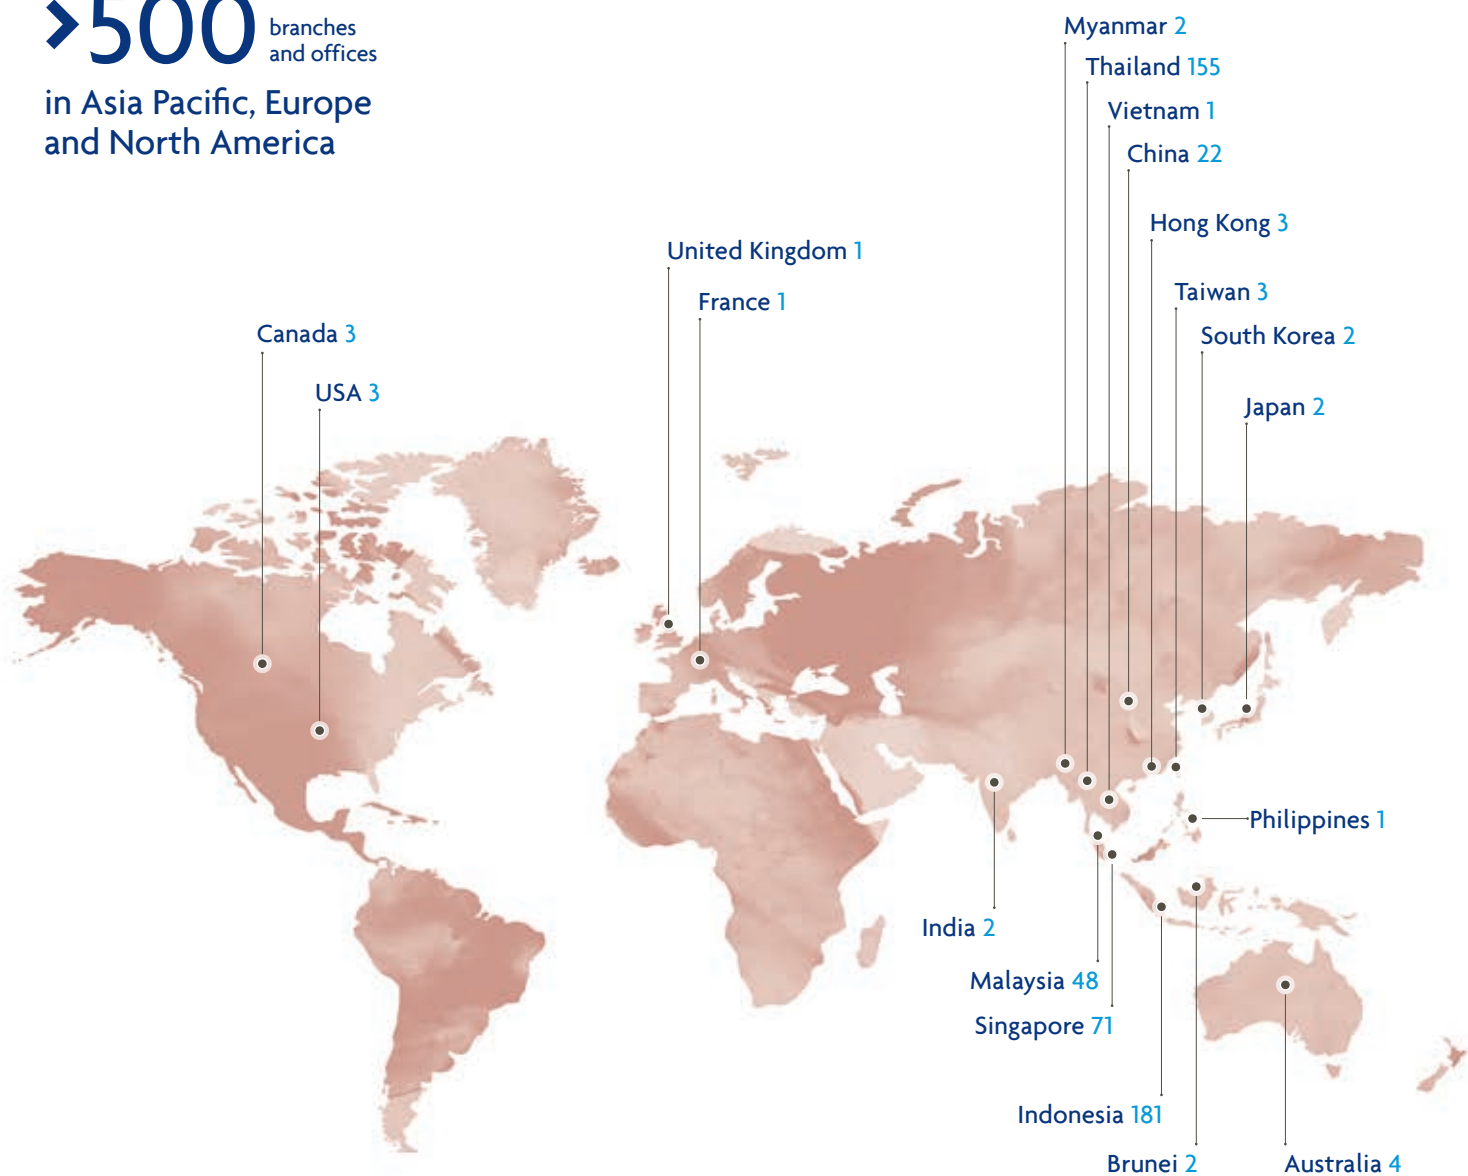 >500 branches
and offices
in Asia Pacific, Europe
and North America
Myanmar 2
Thailand 155
Vietnam 1
China 22
Hong Kong 3
United Kingdom 1
Taiwan 3
France 1
Canada 3
South Korea 2
USA 3
Japan 2
Philippines 1
India 2
Malaysia 48
Singapore 71
Indonesia 181
Brunei 2
Australia 4